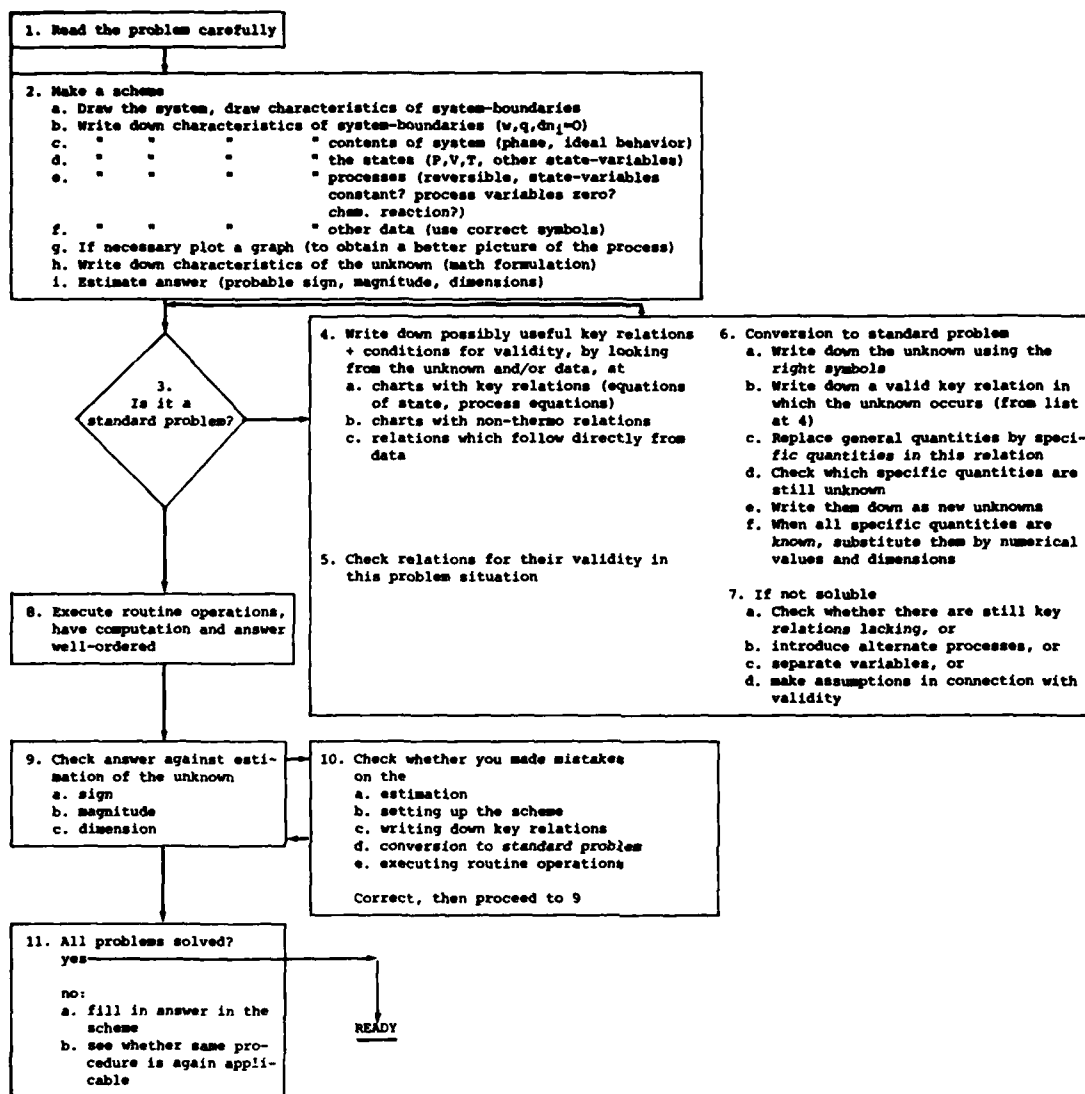 1. Read the problem carefully
2. Make a scheme
a. Draw the system, draw characteristics of system-boundaries
b. Write down characteristics of system-boundaries (w,q,dni=O)
c. " " " " contents of system (phase, ideal behavior)
d. " " " " the states (P,V,T, other state-variables)
e. " " " " processes (reversible, state-variables
constant? process variables zero?
chem. reaction?)
f. " " " " other data (use correct symbols)
g. If necessary plot a graph (to obtain a better picture of the process)
h. Write down characteristics of the unknown (math formulation)
i. Estimate answer (probable sign, magnitude, dimensions)
3.
Is it a
standard problem?
4. Write down possibly useful key relations
+ conditions for validity, by looking
from the unknown and/or data, at
a. charts with key relations (equations
of state, process equations)
b. charts with non-thermo relations
c. relations which follow directly from
data
5. Check relations for their validity in
this problem situation
6. Conversion to standard problem
a. Write down the unknown using the
right symbols
b. Write down a valid key relation in
which the unknown occurs (from list
at 4)
c. Replace general quantities by speci-
fic quantities in this relation
d. Check which specific quantities are
still unknown
e. Write them down as new unknowns
f. When all specific quantities are
known, substitute them by numerical
values and dimensions
7. If not soluble
a. Check whether there are still key
relations lacking, or
b. introduce alternate processes, or
c. separate variables, or
d. make assumptions in connection with
validity
8. Execute routine operations,
have computation and answer
well-ordered
9. Check answer against esti-
mation of the unknown
a. sign
b. magnitude
c. dimension
10. Check whether you made mistakes
on the
a. estimation
b. setting up the scheme
c. writing down key relations
d. conversion to standard problem
e. executing routine operations
Correct, then proceed to 9
11. All problems solved?
yes
no:
a. fill in answer in the
scheme
b. see whether same pro-
cedure is again appli-
cable
READY